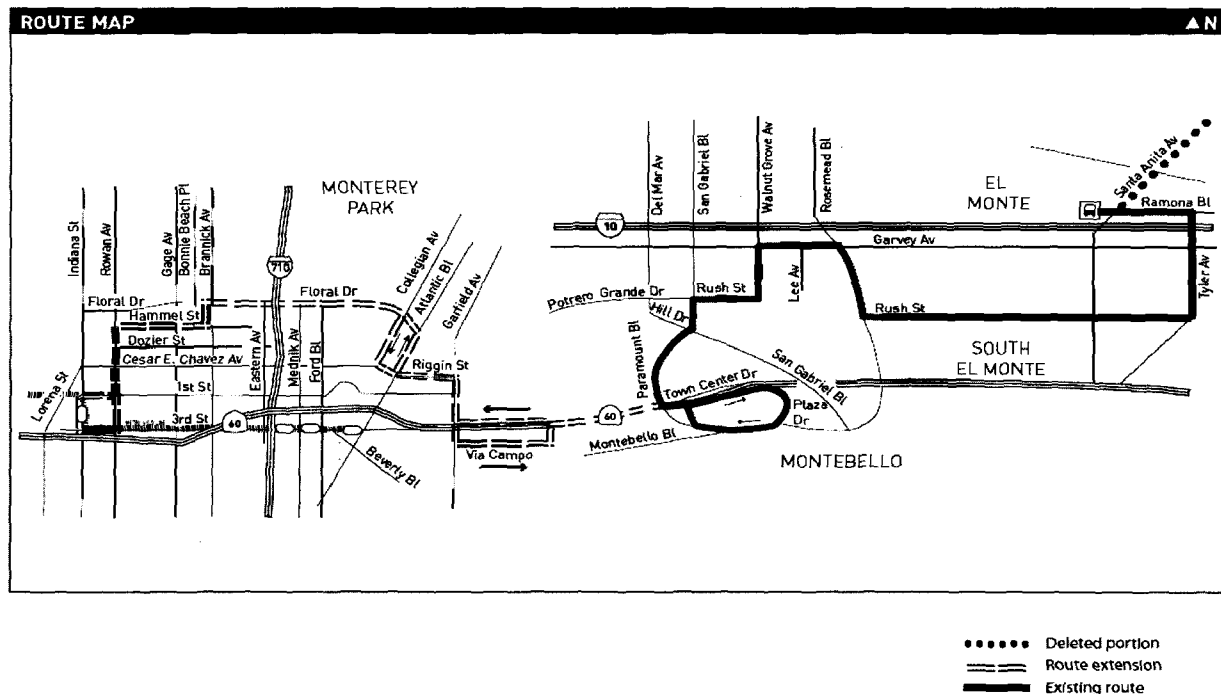 ROUTE MAP
▲N
MONTEREY
PARK
Indiana St
Rowan Av
Gage Av
Bonnie Beach Pl
Brannick Av
710
Collegian Av
Atlantic Bl
Garfield Av
Floral Dr
Floral Dr
Hammel St
Dozier St
Cesar E. Chavez Av
Riggin St
Eastern Av
Mednik Av
Ford Bl
Lorena St
1st St
3rd St
60
Via Campo
Beverly Bl
Del Mar Av
San Gabriel Bl
Walnut Grove Av
Rosemead Bl
Santa Anita Av
EL
MONTE
Ramona Bl
10
Garvey Av
Tyler Av
Lee Av
Rush St
Potrero Grande Dr
Hill Dr
Rush St
SOUTH
EL MONTE
Paramount Bl
San Gabriel Bl
Town Center Dr
60
Plaza
Dr
Montebello Bl
MONTEBELLO
Deleted portion
Route extension
Existing route